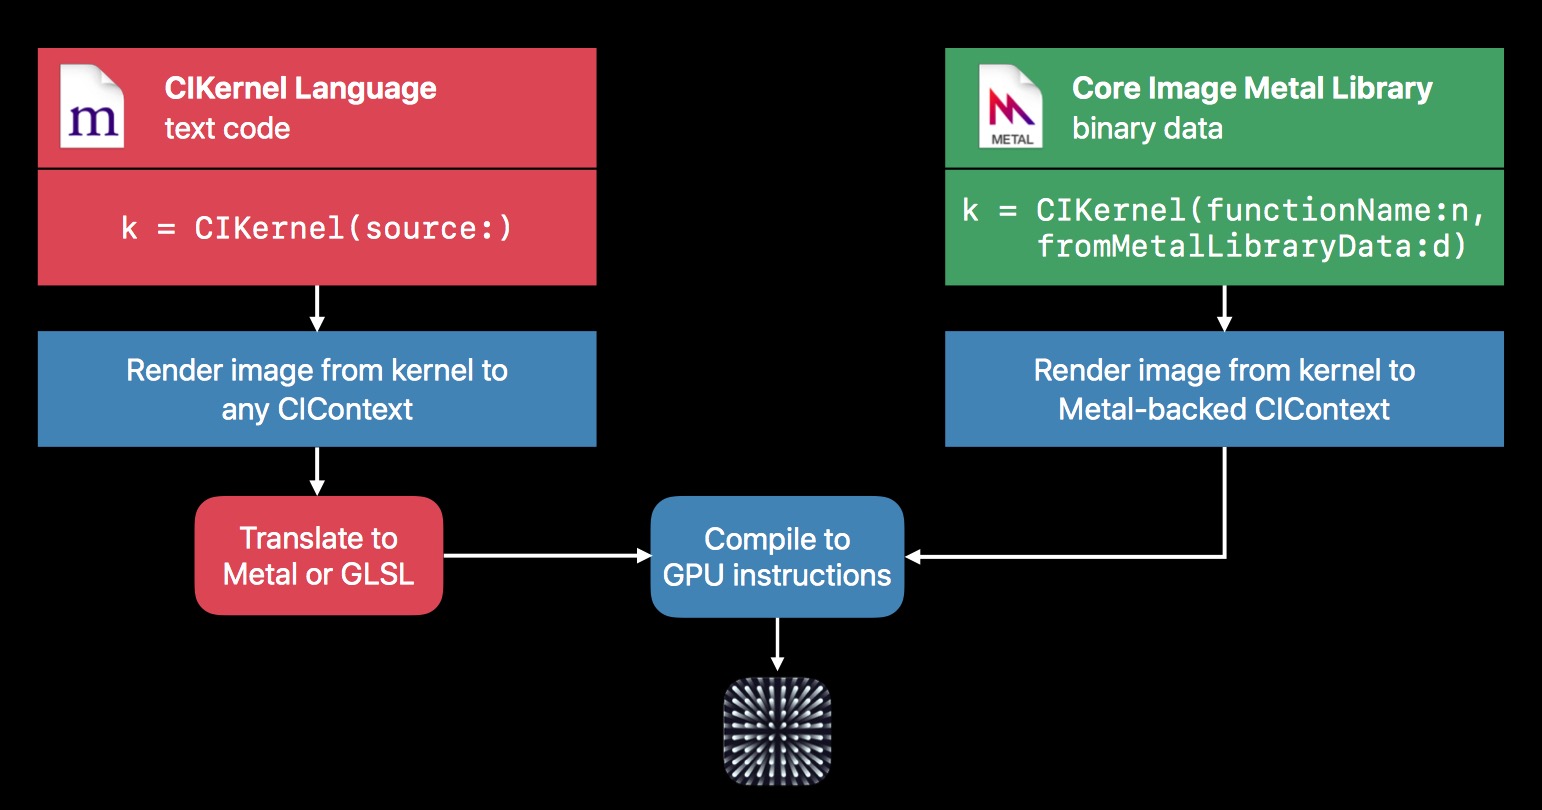 m
CIKernel Language
text code
k = CIKernel(source:)
Render image from kernel to
any CIContext
Translate to
Metal or GLSL
METAL
Core Image Metal Library
binary data
k = CIKernel(functionName:n,
fromMetalLibraryData:d)
Render image from kernel to
Metal-backed CIContext
Compile to
GPU instructions